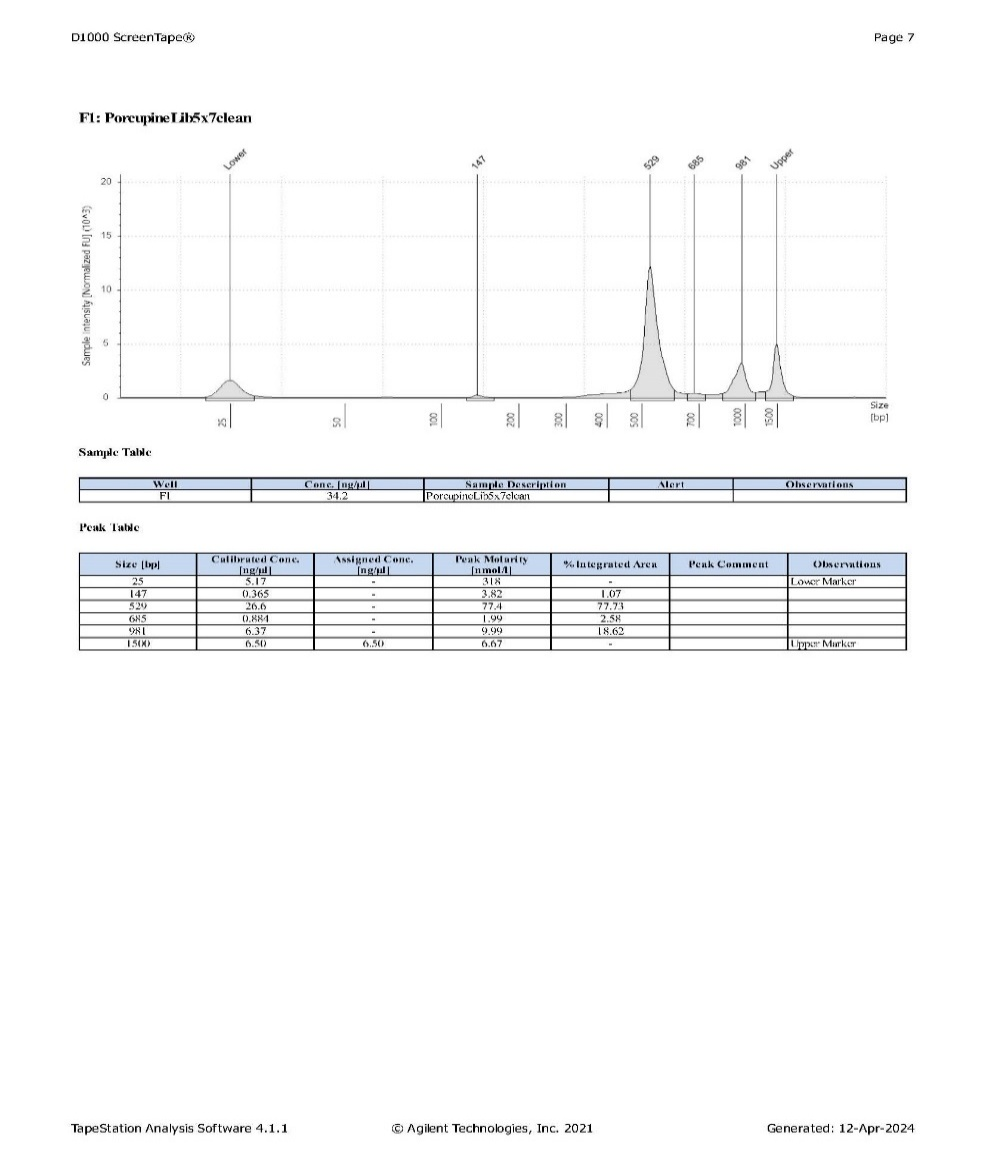 D1000 ScreenTape® Page 7
F1: PorcupineLib5x7clean
Lower 147 529 685 981 Upper
Sample Intensity [Normalized FU] (10^3)
20
15
10
5
0
25 50 100 200 300 400 500 700 1000 1500
Size
[bp]
Sample Table
Well Conc. [ng/µl] Sample Description Alert Observations
F1 34.2 PorcupineLib5x7clean
Peak Table
Size [bp] Calibrated Conc. [ng/µl] Assigned Conc. [ng/µl] Peak Molarity [nmol/l] % Integrated Area Peak Comment Observations
25 5.17 - 318 - Lower Marker
147 0.365 - 3.82 1.07
529 26.6 - 77.4 77.73
685 0.884 - 1.99 2.58
981 6.37 - 9.99 18.62
1500 6.50 6.50 6.67 - Upper Marker
TapeStation Analysis Software 4.1.1 © Agilent Technologies, Inc. 2021 Generated: 12-Apr-2024